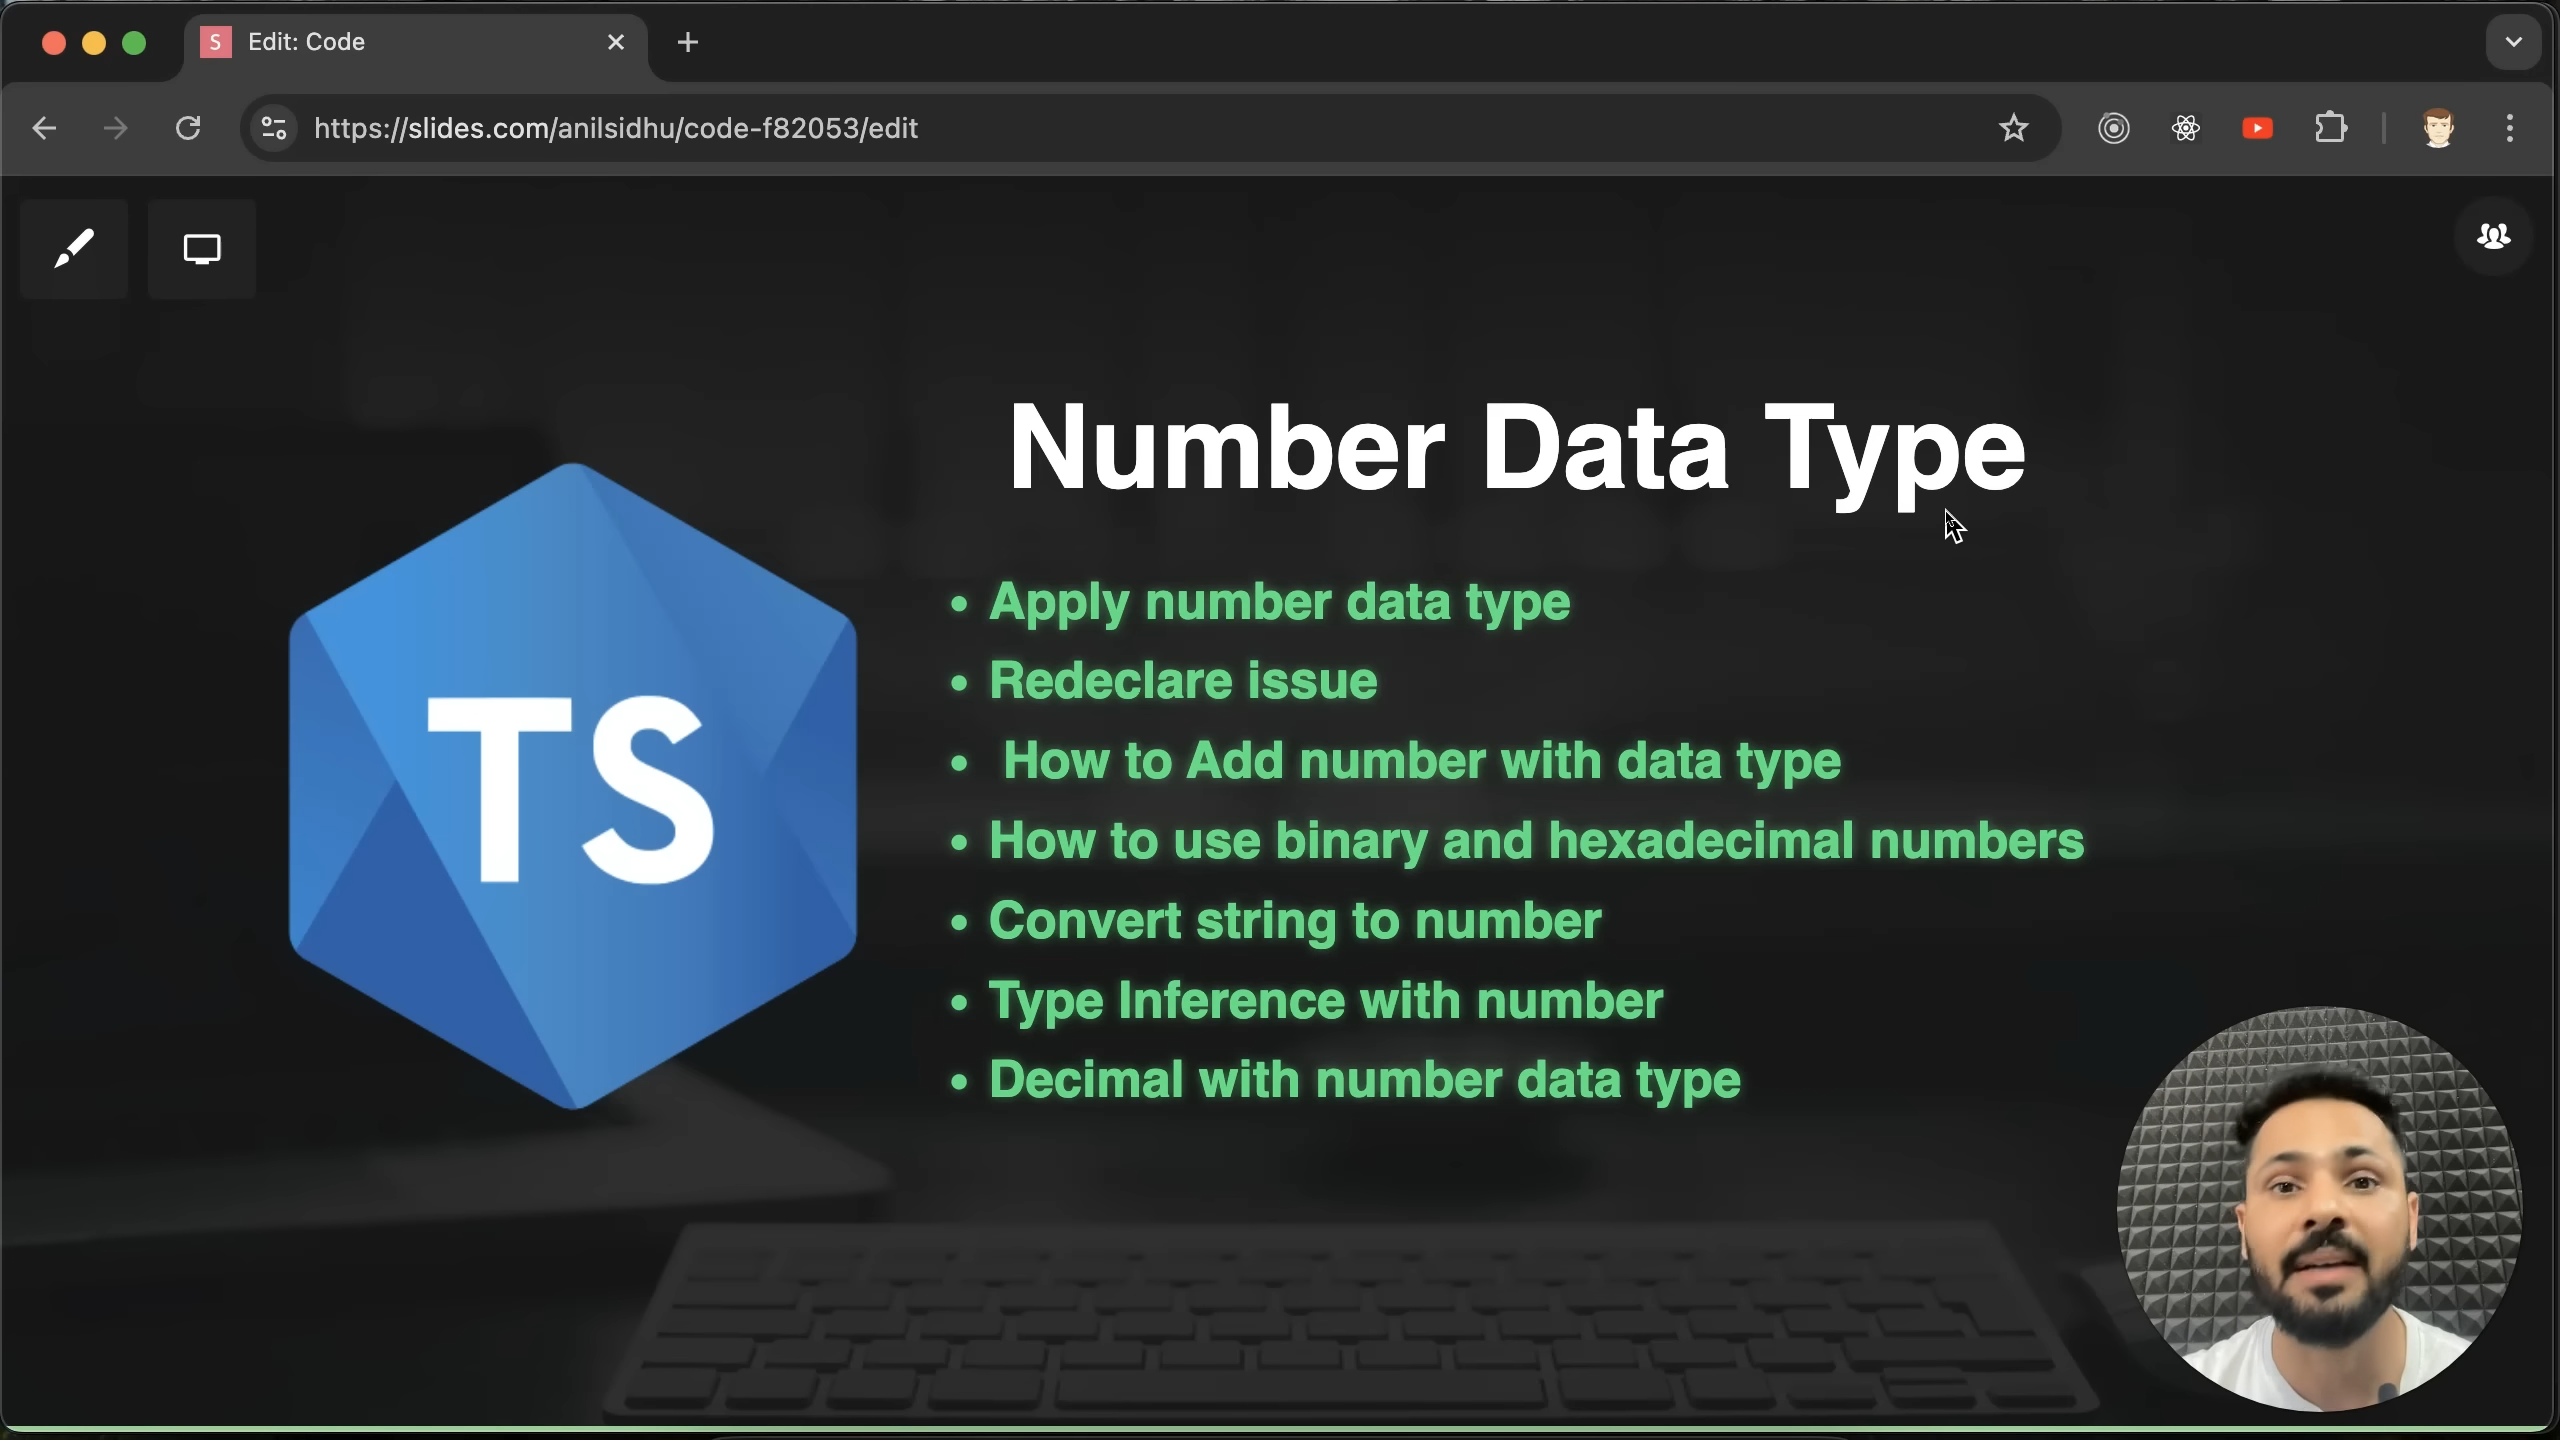 S Edit: Code
https://slides.com/anilsidhu/code-f82053/edit
Number Data Type
TS
• Apply number data type
• Redeclare issue
• How to Add number with data type
• How to use binary and hexadecimal numbers
• Convert string to number
• Type Inference with number
• Decimal with number data type